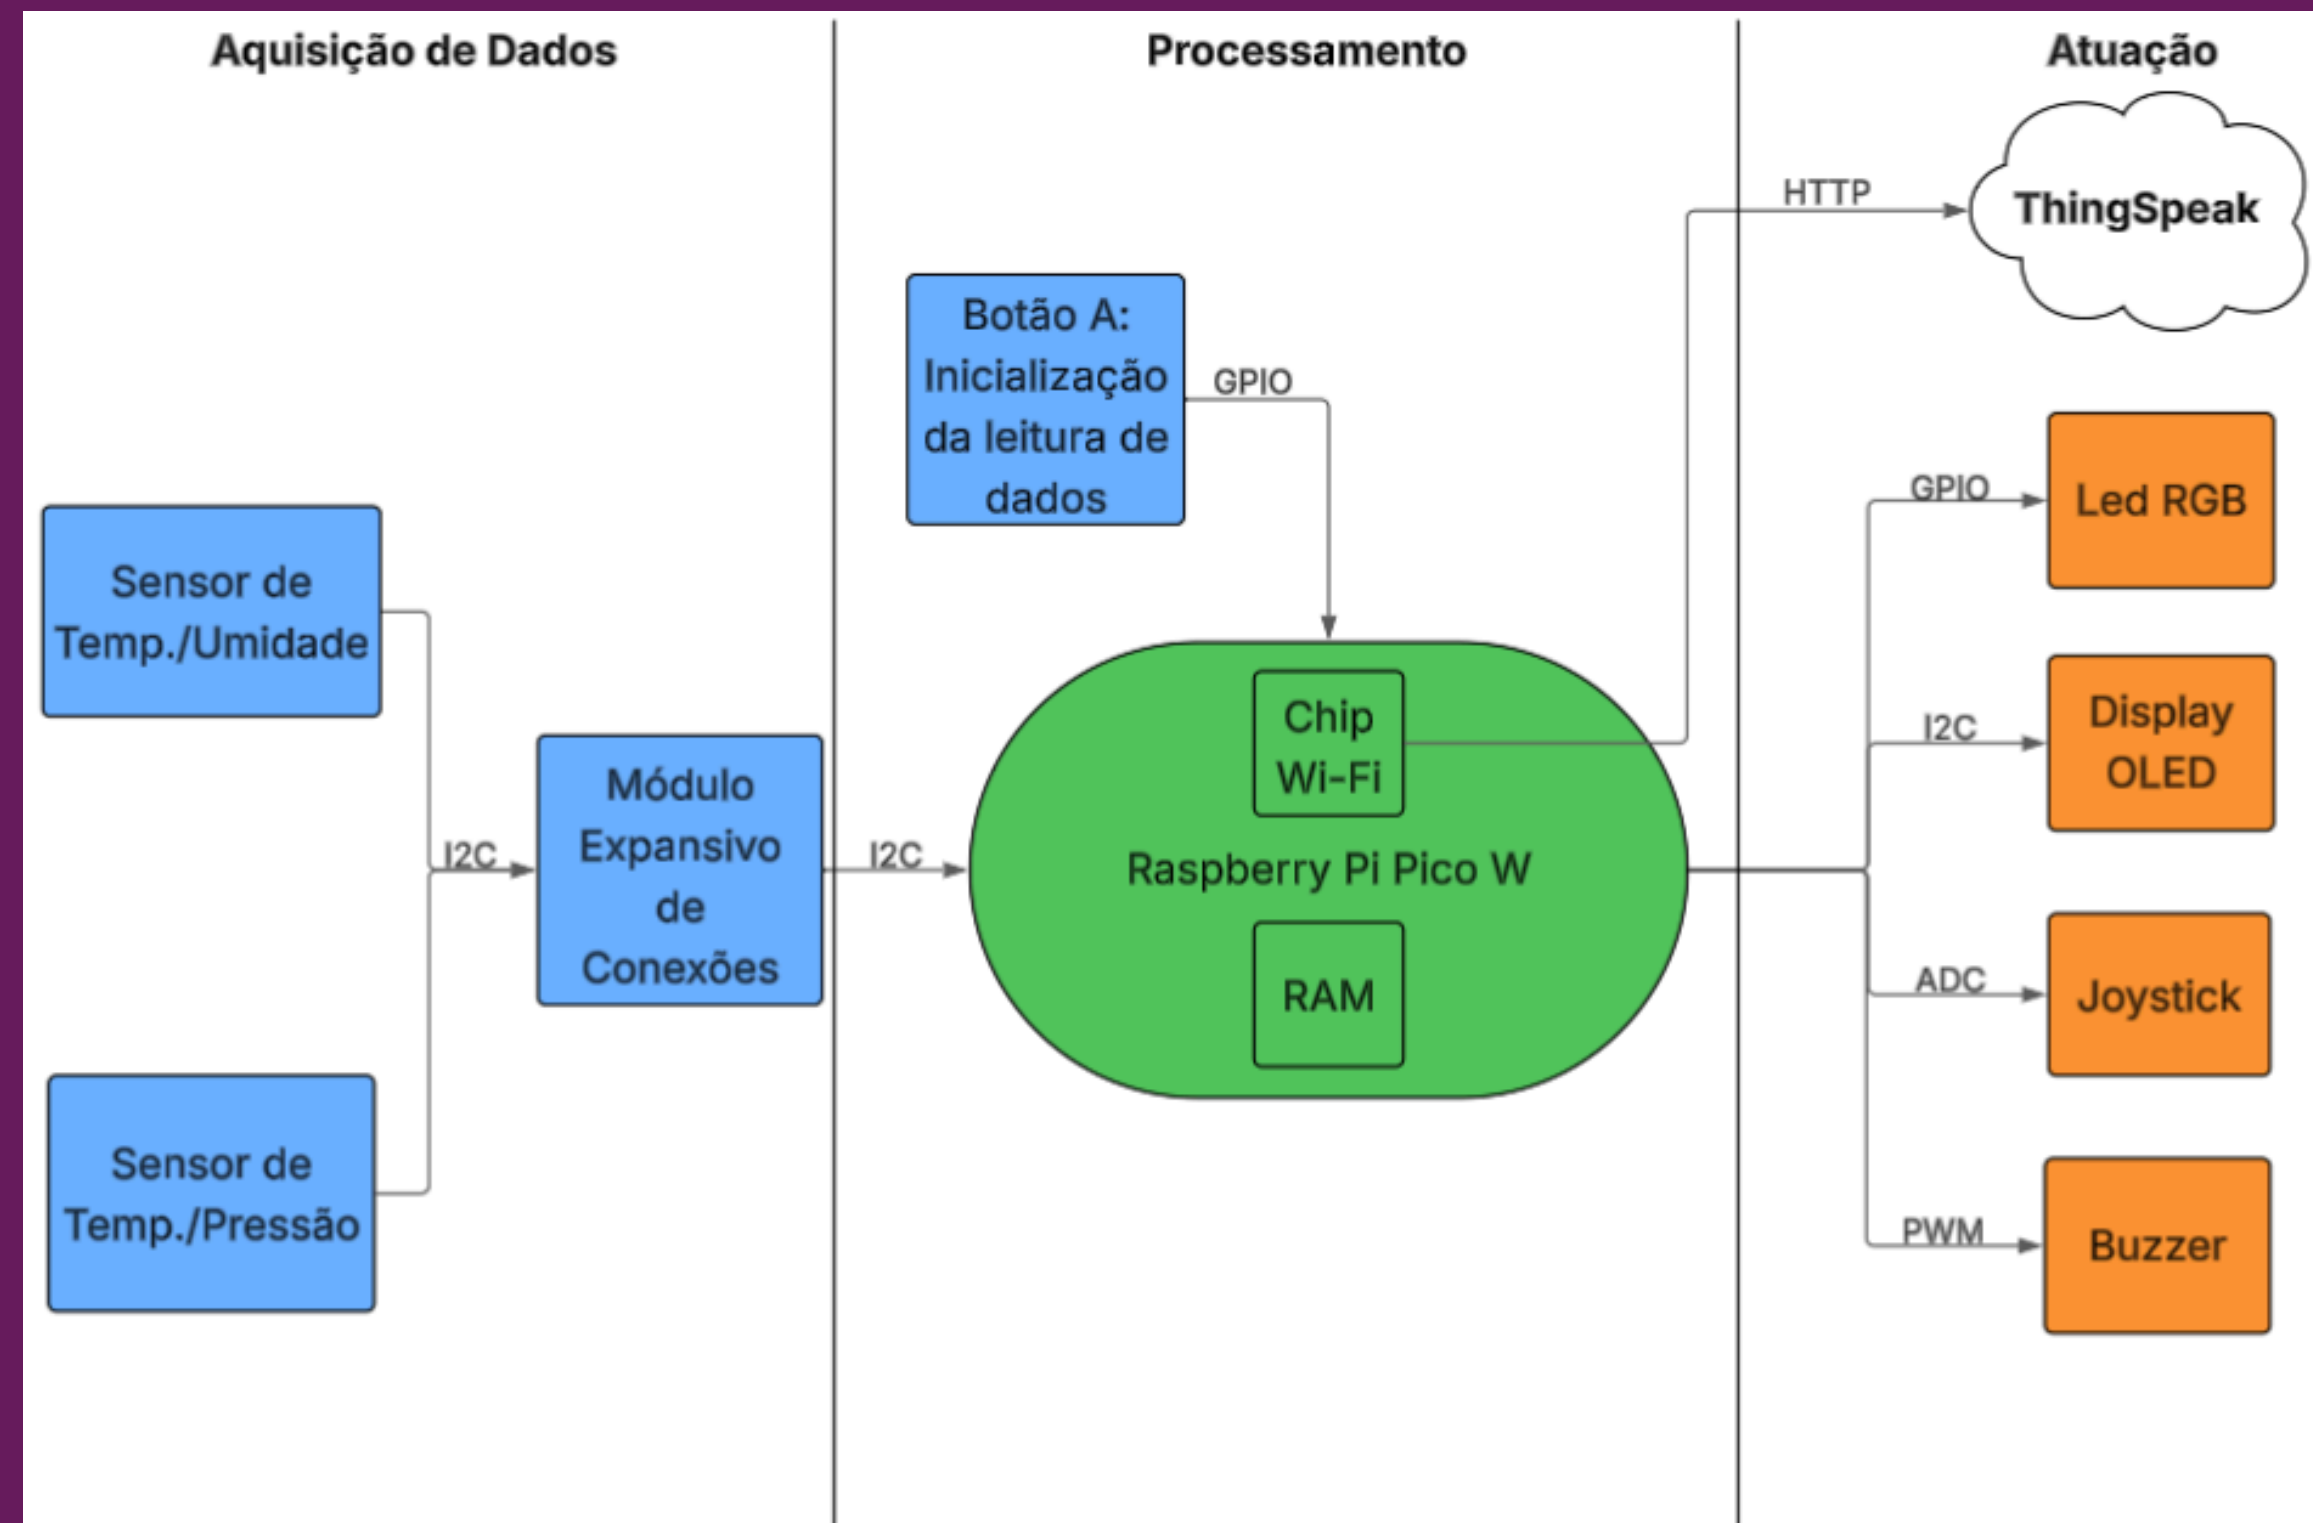 Aquisição de Dados
Processamento
Atuação
Sensor de
Temp./Umidade
Sensor de
Temp./Pressão
I2C
Módulo
Expansivo
de
Conexões
I2C
Botão A:
Inicialização
da leitura de
dados
GPIO
Chip
Wi-Fi
Raspberry Pi Pico W
RAM
HTTP
ThingSpeak
GPIO
Led RGB
I2C
Display
OLED
ADC
Joystick
PWM
Buzzer